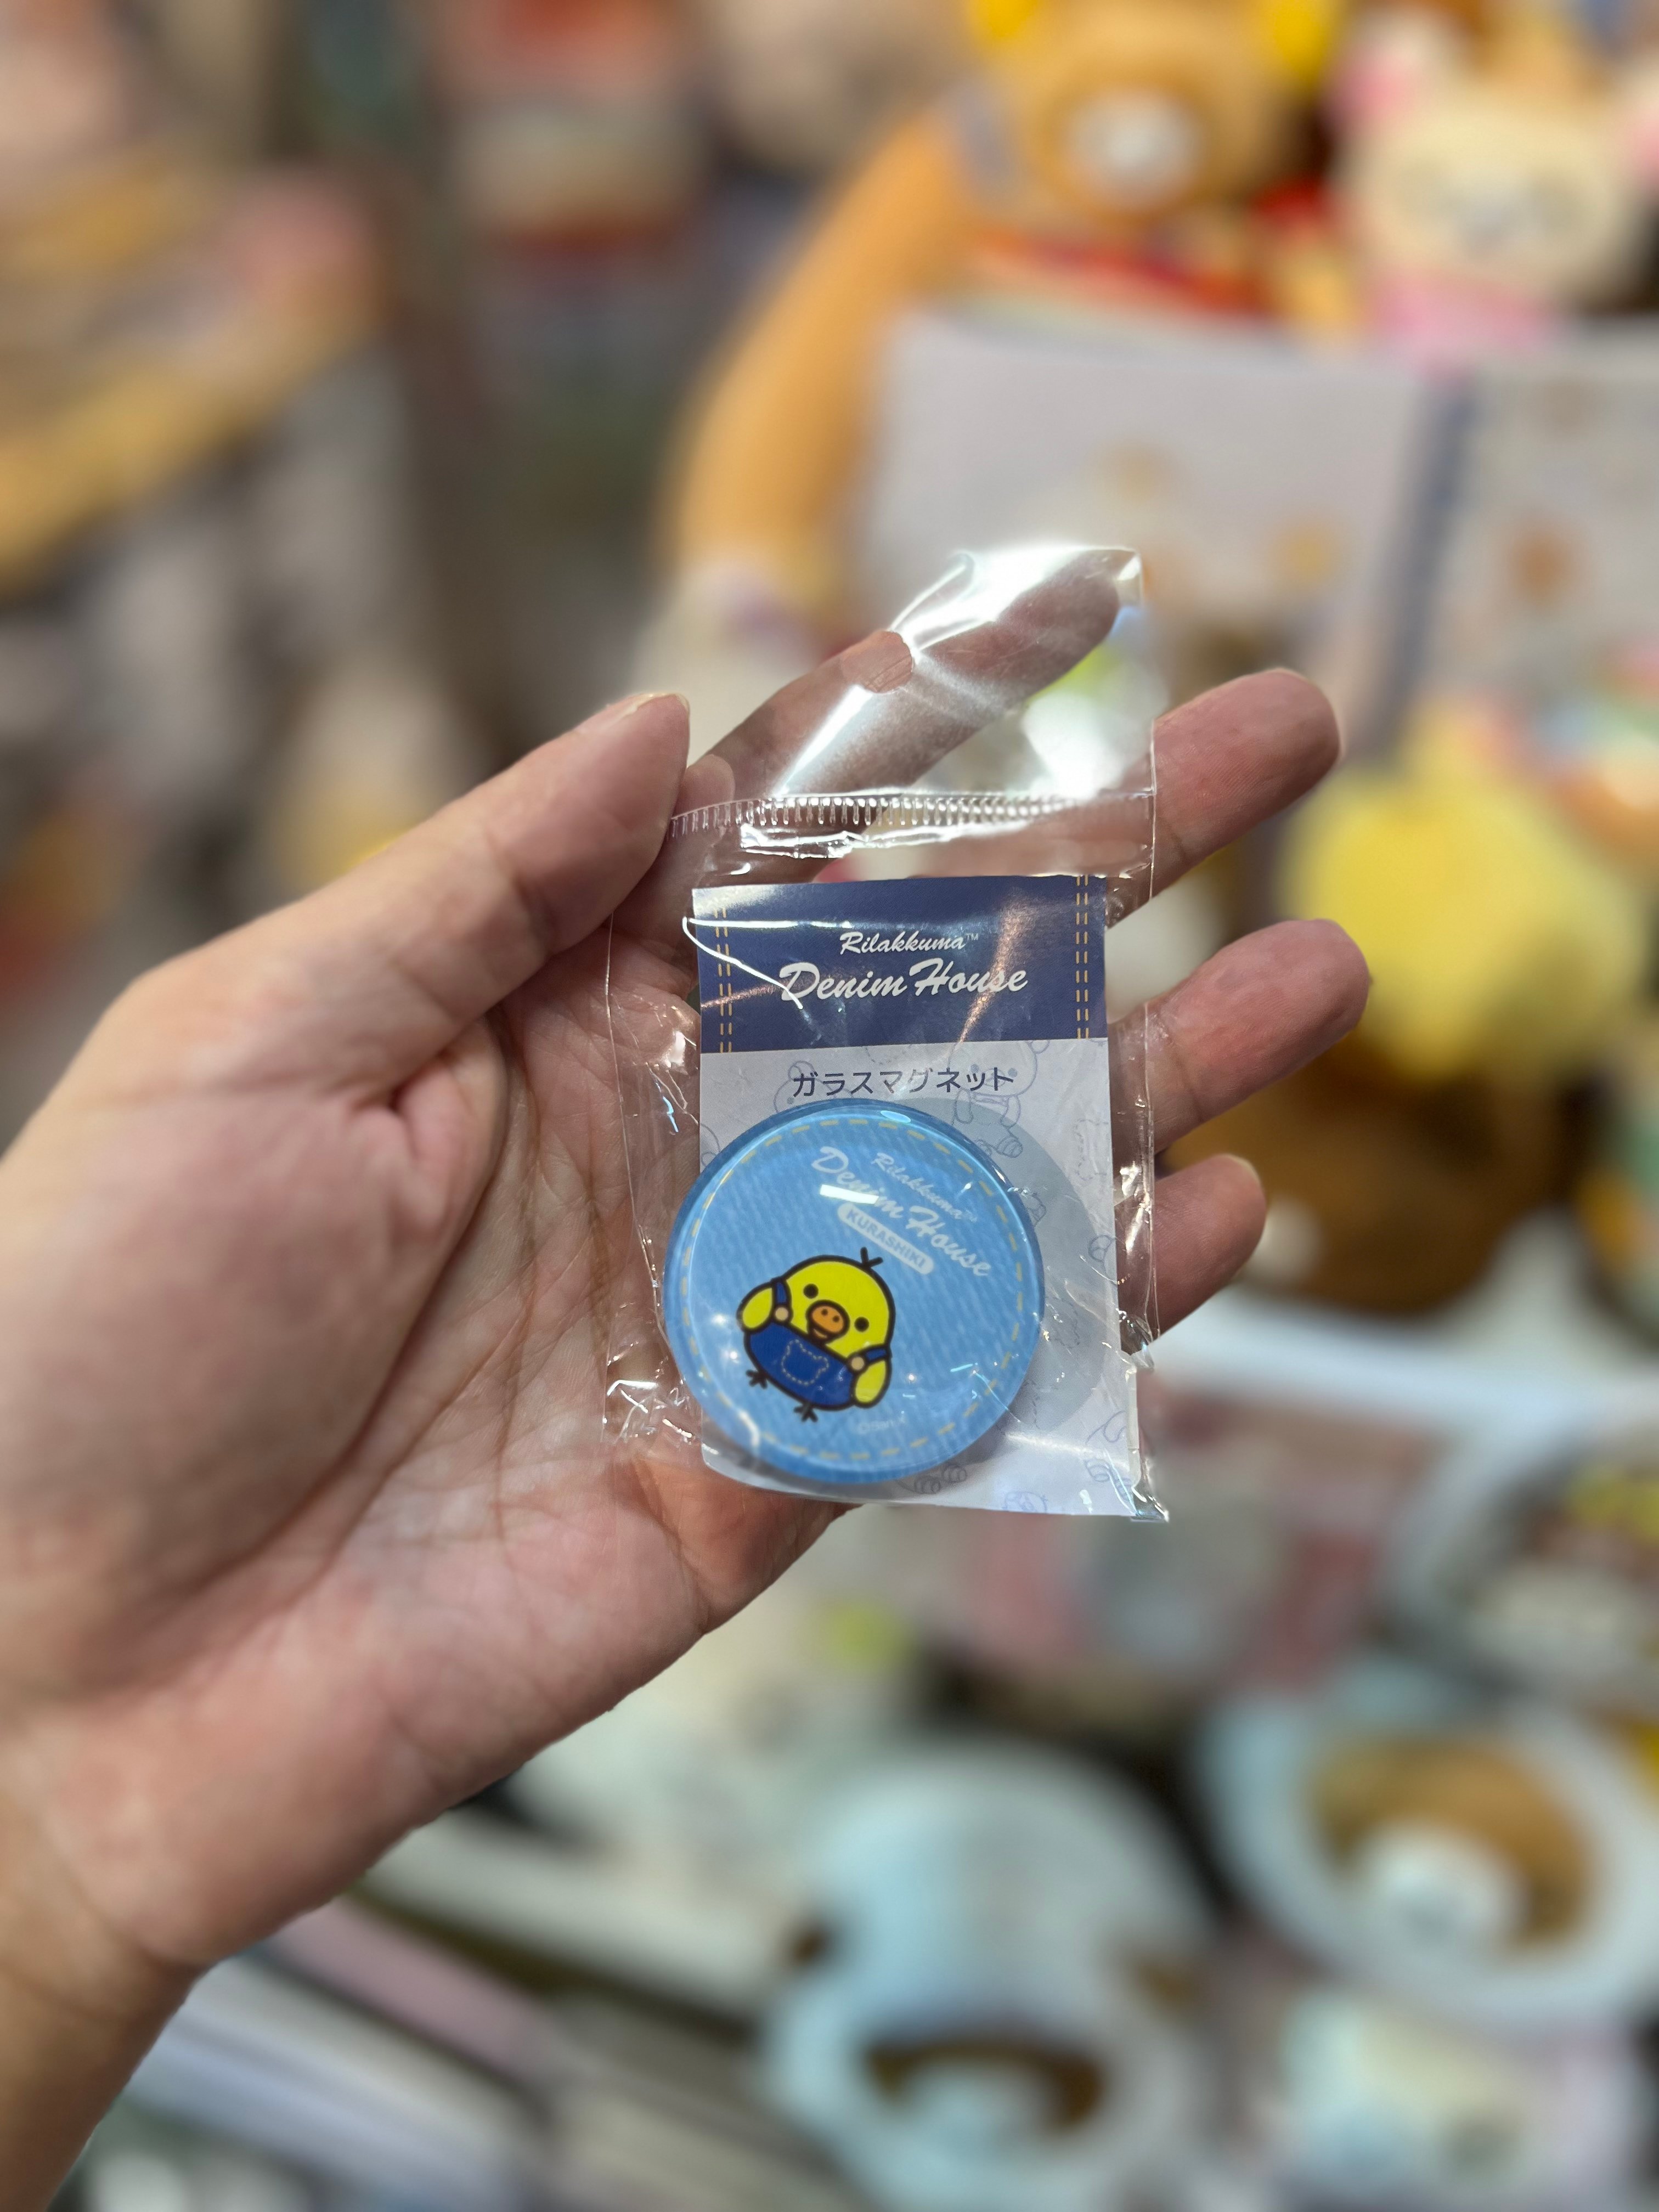 Rilakkuma™
Denim House
ガラスマグネット
Rilakkuma™
Denim House
KURASHIKI